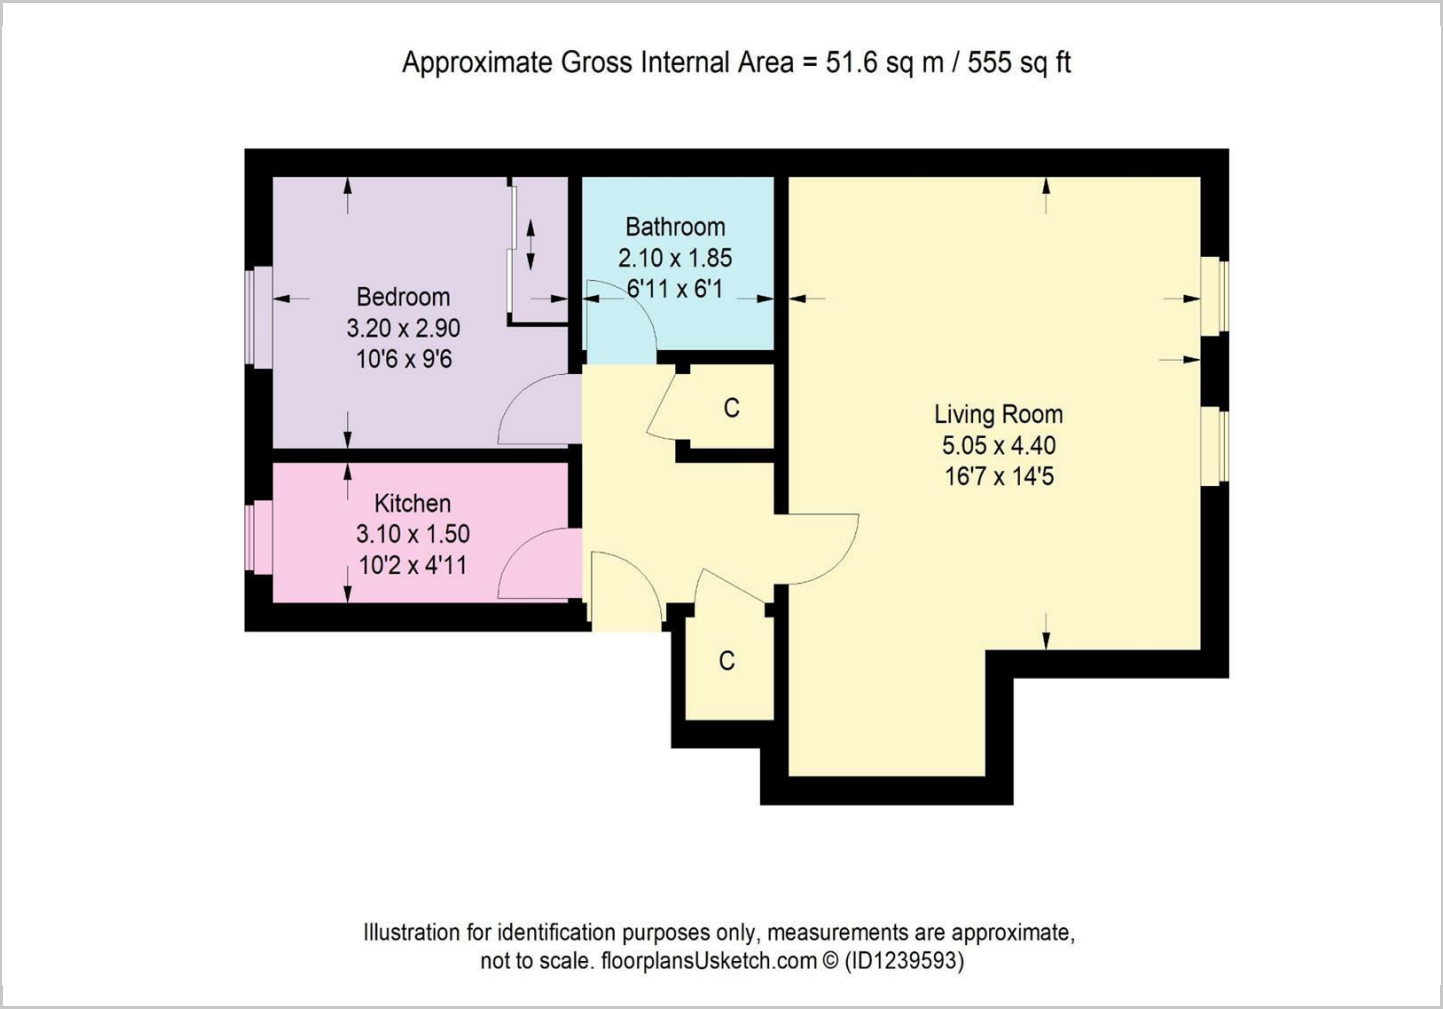 Approximate Gross Internal Area = 51.6 sq m / 555 sq ft
Bedroom
3.20 x 2.90
10'6 x 9'6
Bathroom
2.10 x 1.85
6'11 x 6'1
C
Living Room
5.05 x 4.40
16'7 x 14'5
Kitchen
3.10 x 1.50
10'2 x 4'11
C
Illustration for identification purposes only, measurements are approximate,
not to scale. floorplansUsketch.com © (ID1239593)